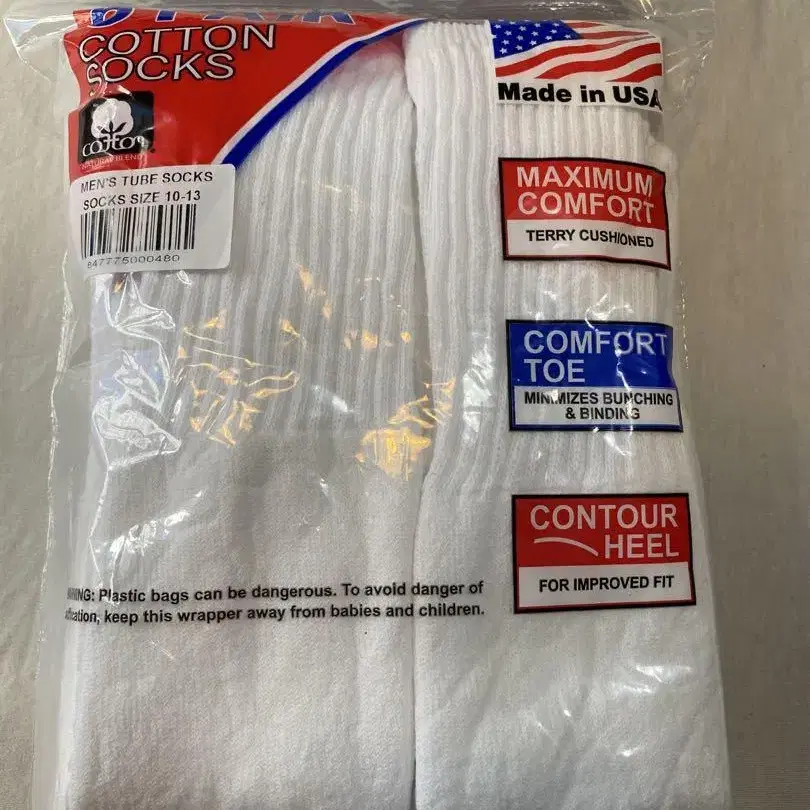 COTTON
SOCKS
cotton
NATURAL BLEND
MEN'S TUBE SOCKS
SOCKS SIZE 10-13
847775000480
Made in USA
MAXIMUM
COMFORT
TERRY CUSHIONED
COMFORT
TOE
MINIMIZES BUNCHING
& BINDING
CONTOUR
HEEL
FOR IMPROVED FIT
Plastic bags can be dangerous. To avoid danger of
keep this wrapper away from babies and children.